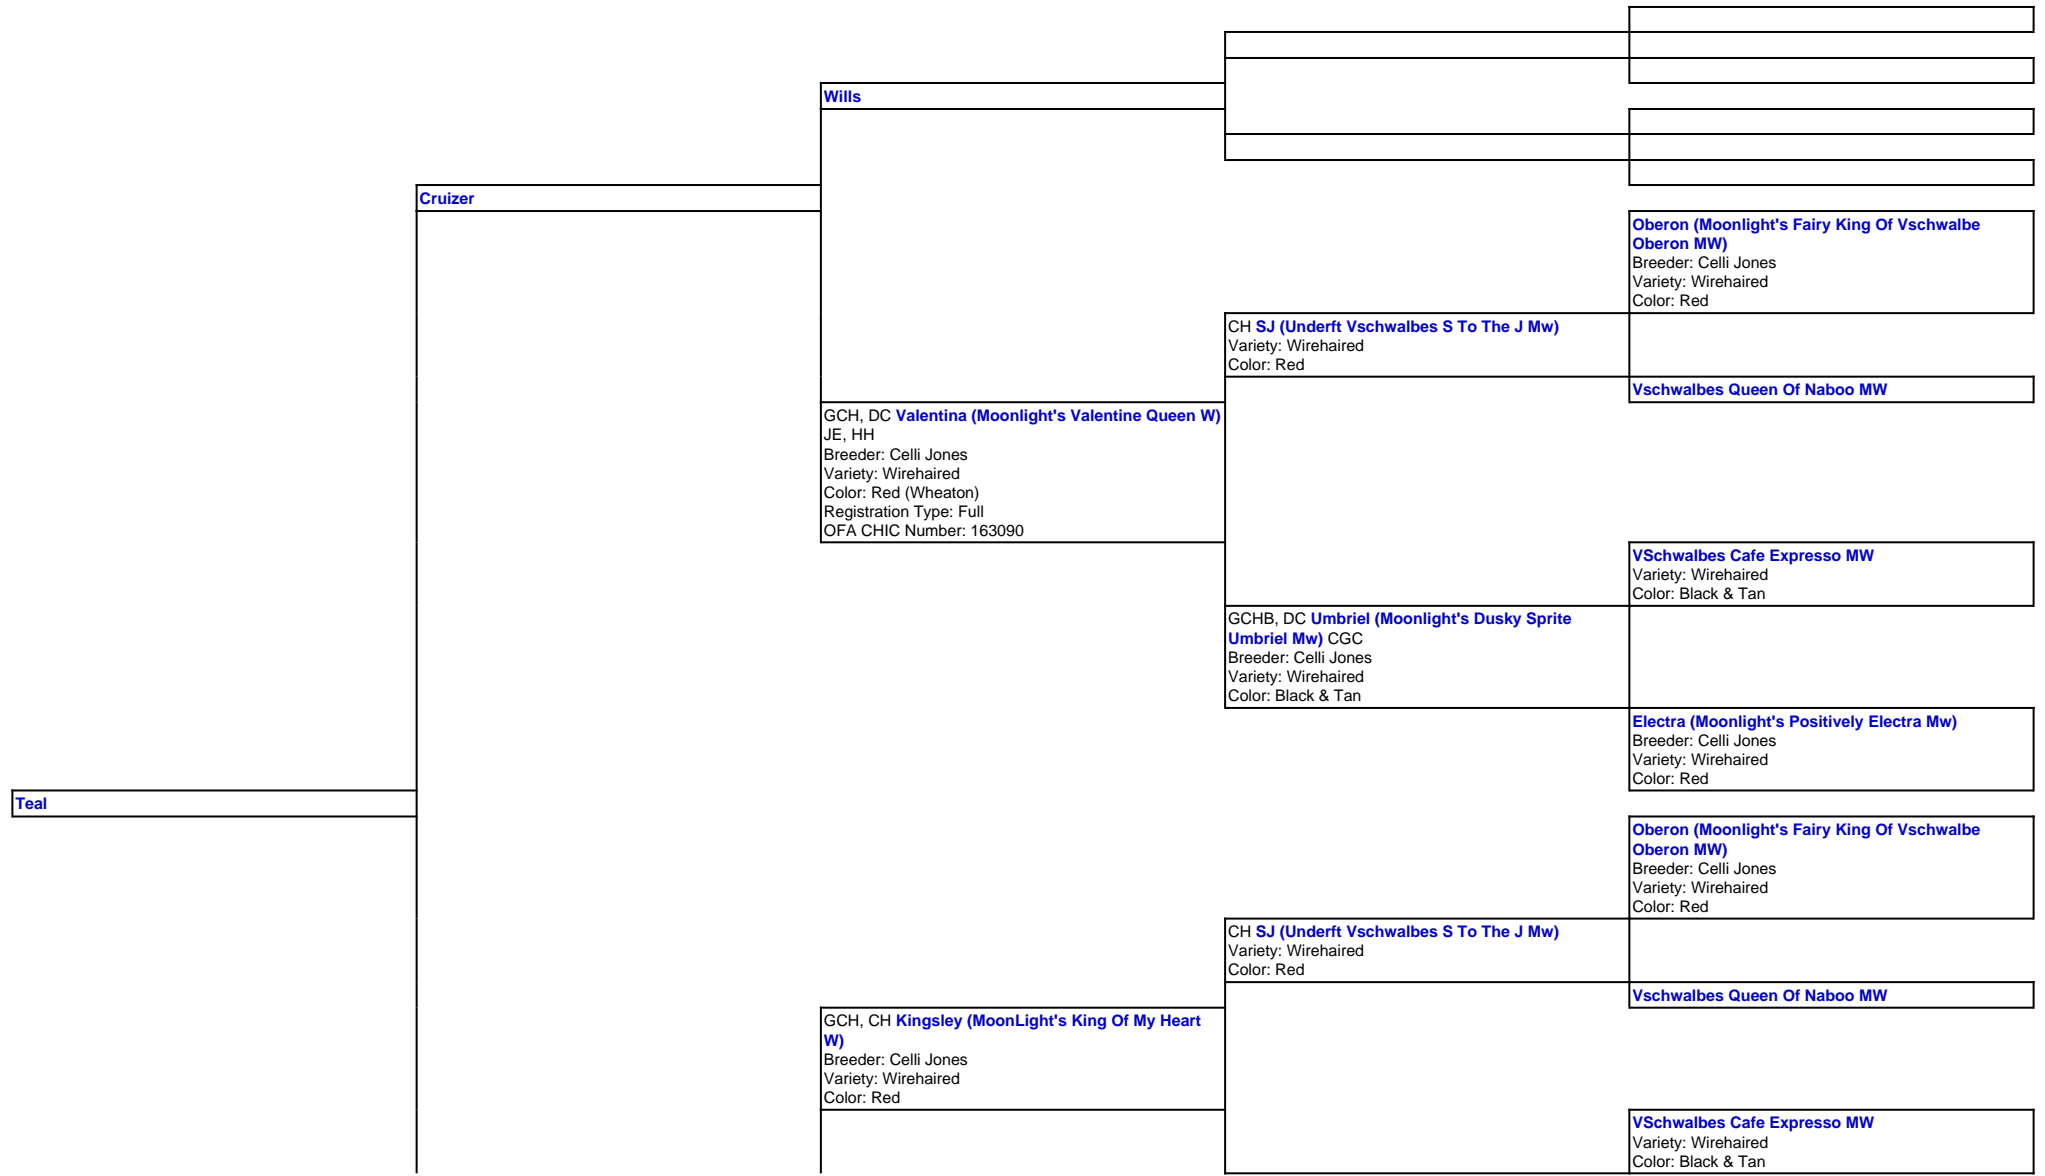 Wills
Cruizer
Oberon (Moonlight's Fairy King Of Vschwalbe
Oberon MW)
Breeder: Celli Jones
Variety: Wirehaired
Color: Red
CH SJ (Underft Vschwalbes S To The J Mw)
Variety: Wirehaired
Color: Red
Vschwalbes Queen Of Naboo MW
GCH, DC Valentina (Moonlight's Valentine Queen W)
JE, HH
Breeder: Celli Jones
Variety: Wirehaired
Color: Red (Wheaton)
Registration Type: Full
OFA CHIC Number: 163090
VSchwalbes Cafe Expresso MW
Variety: Wirehaired
Color: Black & Tan
GCHB, DC Umbriel (Moonlight's Dusky Sprite
Umbriel Mw) CGC
Breeder: Celli Jones
Variety: Wirehaired
Color: Black & Tan
Electra (Moonlight's Positively Electra Mw)
Breeder: Celli Jones
Variety: Wirehaired
Color: Red
Teal
Oberon (Moonlight's Fairy King Of Vschwalbe
Oberon MW)
Breeder: Celli Jones
Variety: Wirehaired
Color: Red
CH SJ (Underft Vschwalbes S To The J Mw)
Variety: Wirehaired
Color: Red
Vschwalbes Queen Of Naboo MW
GCH, CH Kingsley (MoonLight's King Of My Heart
W)
Breeder: Celli Jones
Variety: Wirehaired
Color: Red
VSchwalbes Cafe Expresso MW
Variety: Wirehaired
Color: Black & Tan